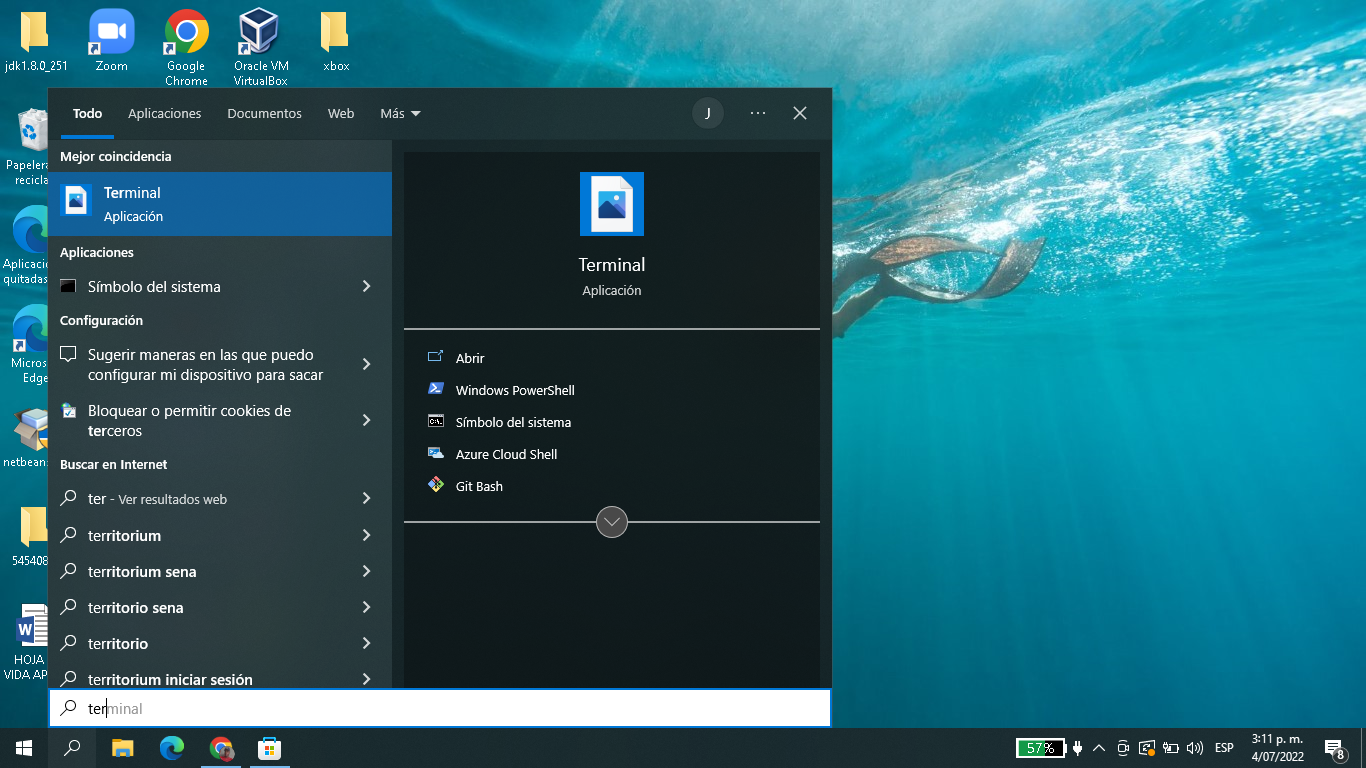 jdk1.8.0_251
Zoom
Google
Chrome
Oracle VM
VirtualBox
xbox
Papelera
recicla
Aplicacio
quitadas
Micros
Edge
netbean
545408
HOJA
VIDA AP
Todo
Aplicaciones
Documentos
Web
Más
J
Mejor coincidencia
Terminal
Aplicación
Aplicaciones
Símbolo del sistema
Configuración
Sugerir maneras en las que puedo
configurar mi dispositivo para sacar
Bloquear o permitir cookies de
terceros
Buscar en Internet
ter - Ver resultados web
territorium
territorium sena
territorio sena
territorio
territorium iniciar sesión
terminal
Terminal
Aplicación
Abrir
Windows PowerShell
Símbolo del sistema
Azure Cloud Shell
Git Bash
57%
ESP
3:11 p. m.
4/07/2022
8